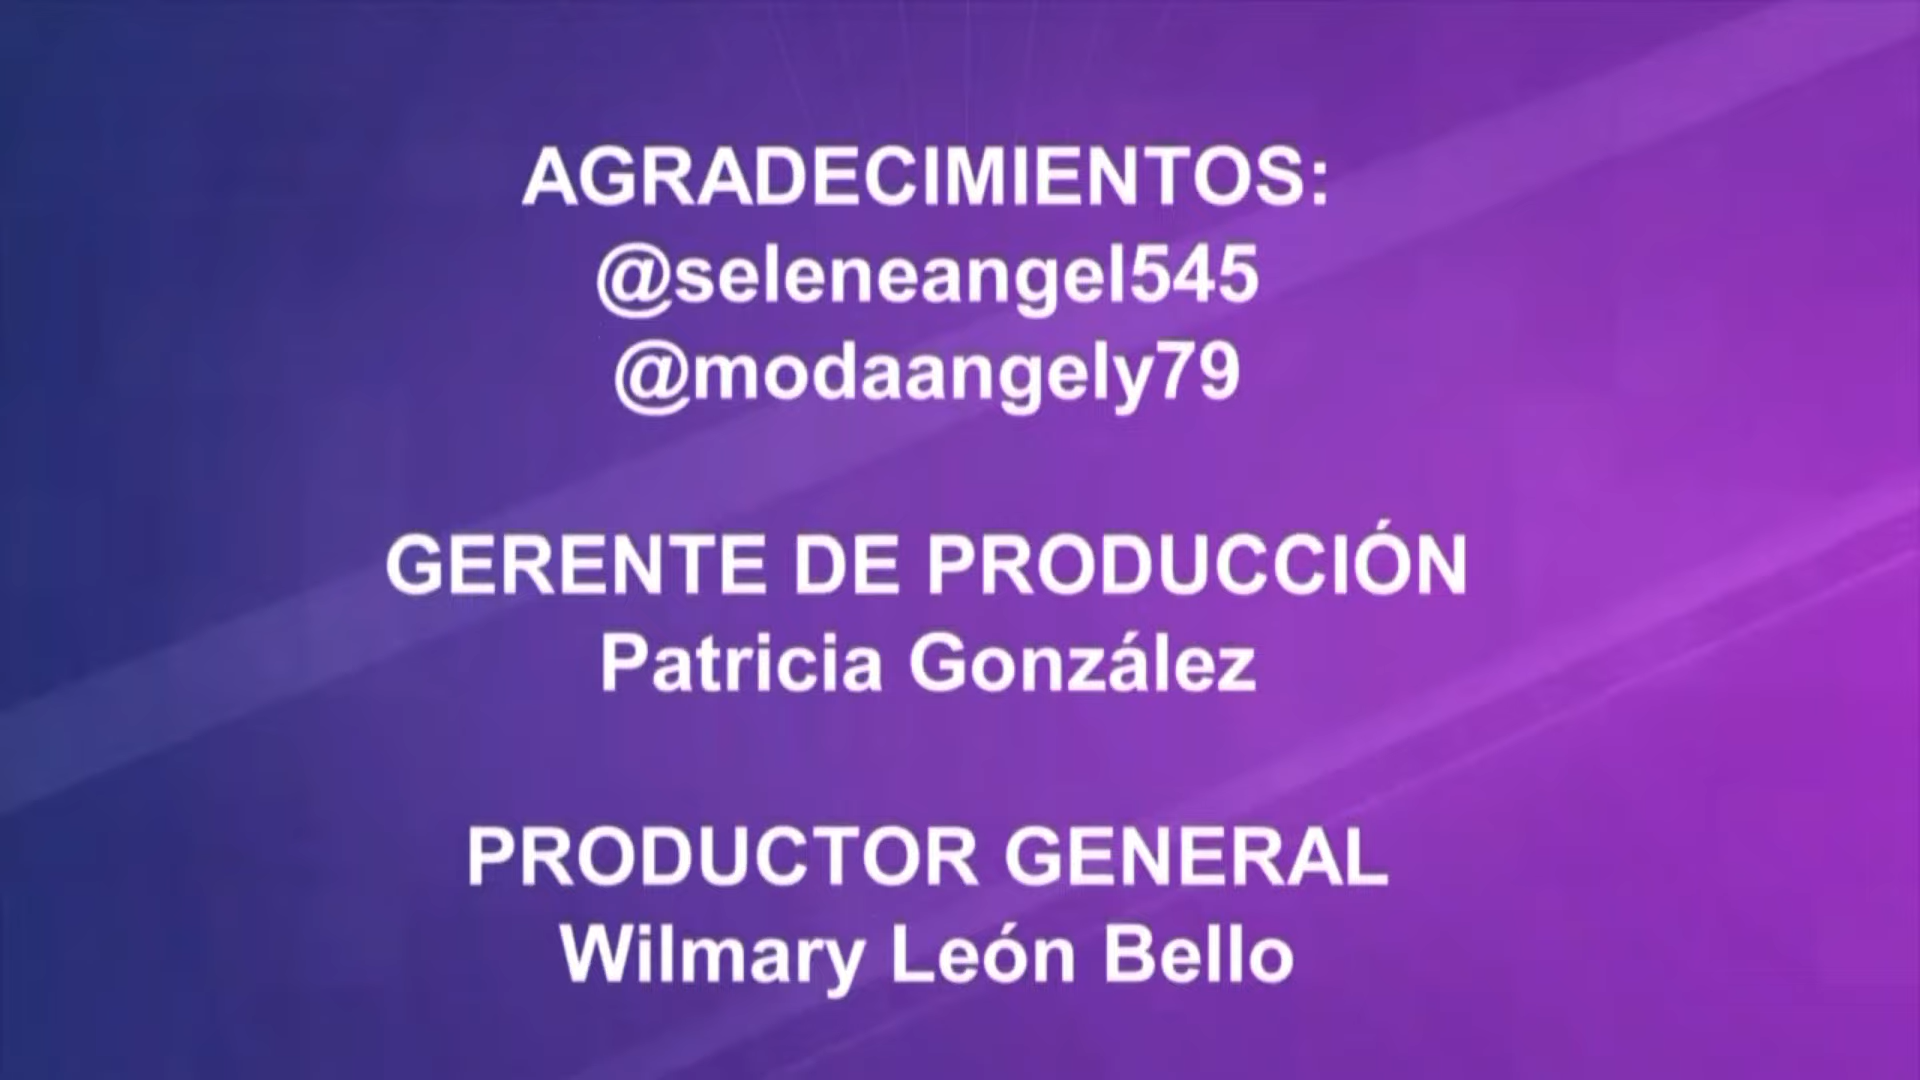 AGRADECIMIENTOS:
@seleneangel545
@modaangely79
GERENTE DE PRODUCCIÓN
Patricia González
PRODUCTOR GENERAL
Wilmary León Bello